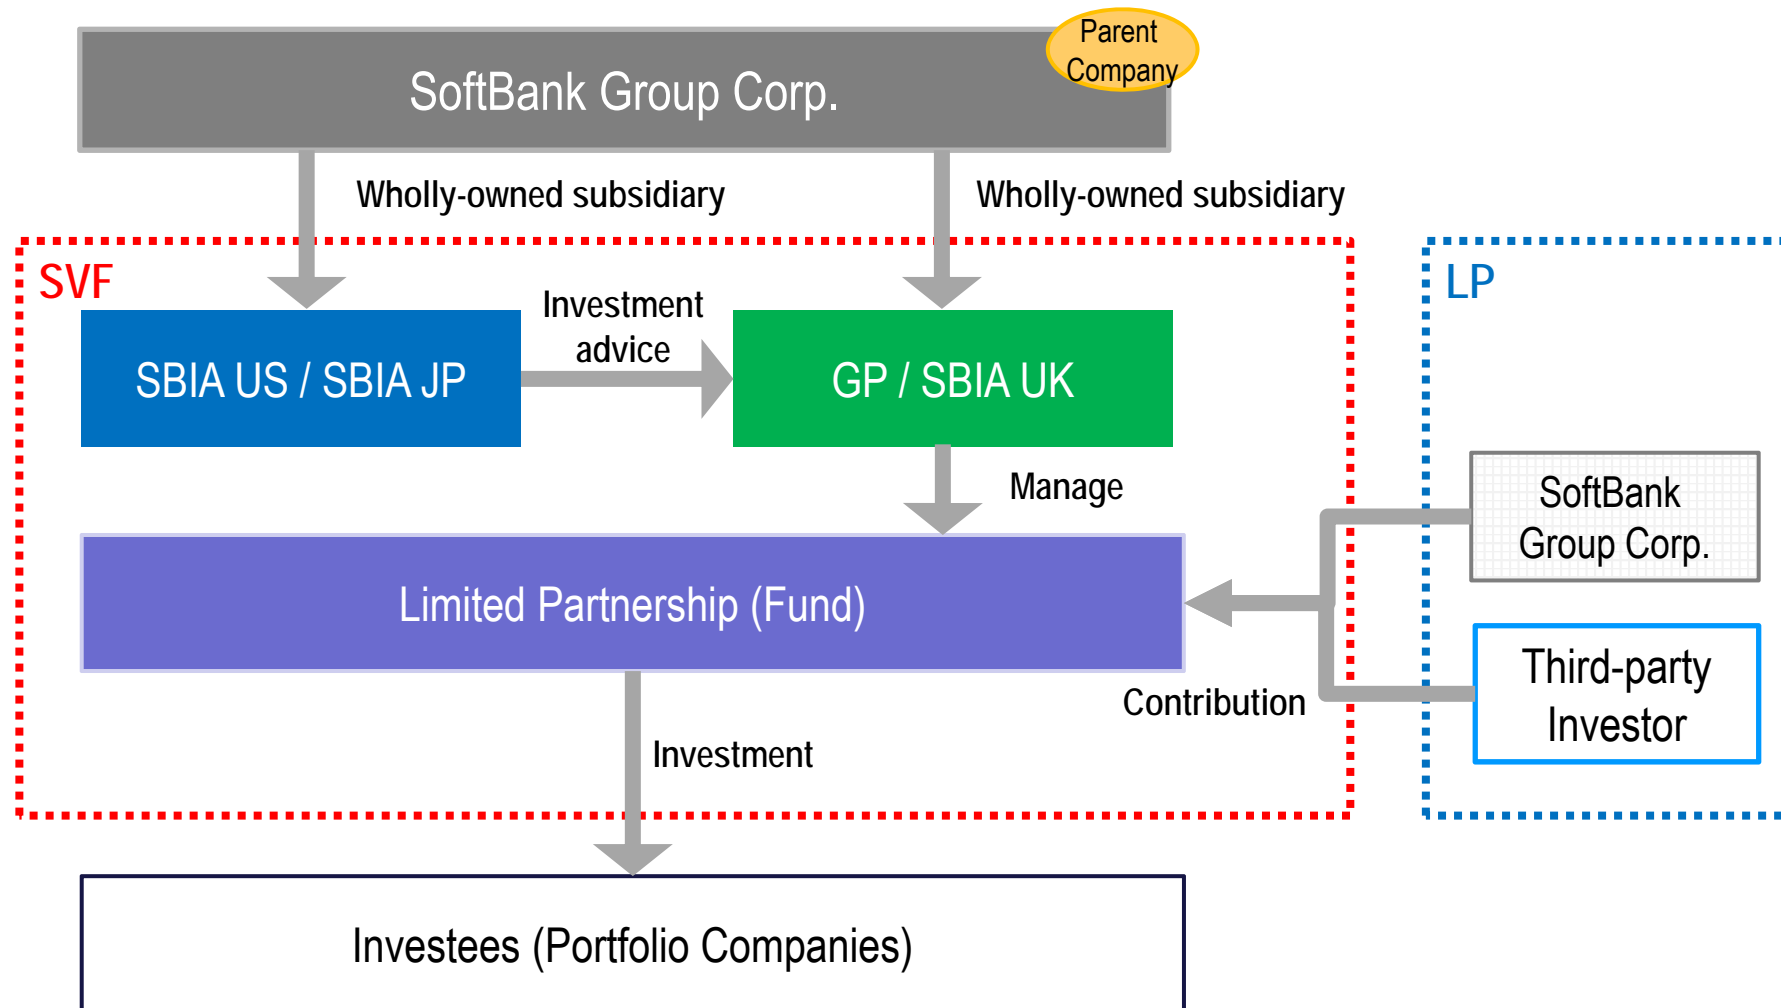 Parent
Company
SoftBank Group Corp.
Wholly-owned subsidiary
Wholly-owned subsidiary
SVF
LP
Investment
advice
SBIA US / SBIA JP
GP / SBIA UK
Manage
SoftBank
Group Corp.
Limited Partnership (Fund)
Third-party
Investor
Contribution
Investment
Investees (Portfolio Companies)